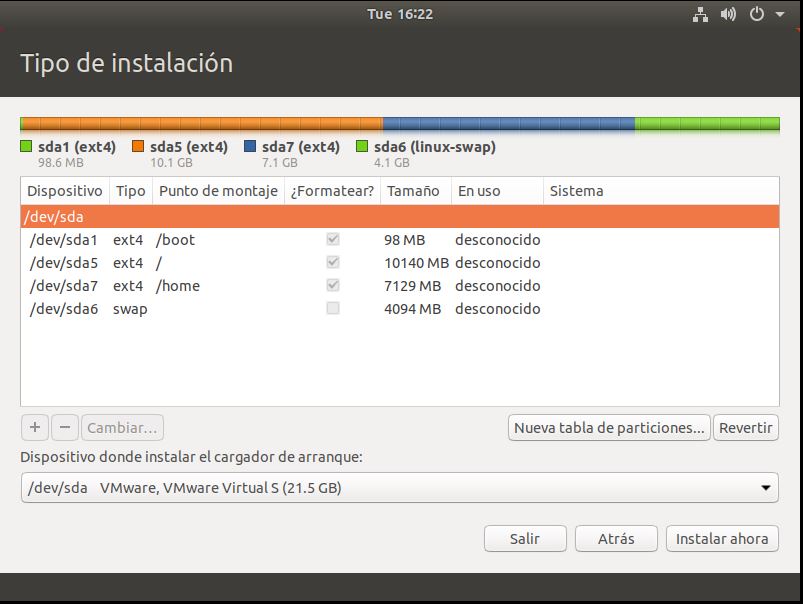 Tue 16:22
Tipo de instalación
sda1 (ext4) sda5 (ext4) sda7 (ext4) sda6 (linux-swap)
98.6 MB 10.1 GB 7.1 GB 4.1 GB
Dispositivo Tipo Punto de montaje ¿Formatear? Tamaño En uso Sistema
/dev/sda
/dev/sda1 ext4 /boot 98 MB desconocido
/dev/sda5 ext4 / 10140 MB desconocido
/dev/sda7 ext4 /home 7129 MB desconocido
/dev/sda6 swap 4094 MB desconocido
+ − Cambiar... Nueva tabla de particiones... Revertir
Dispositivo donde instalar el cargador de arranque:
/dev/sda VMware, VMware Virtual S (21.5 GB)
Salir Atrás Instalar ahora